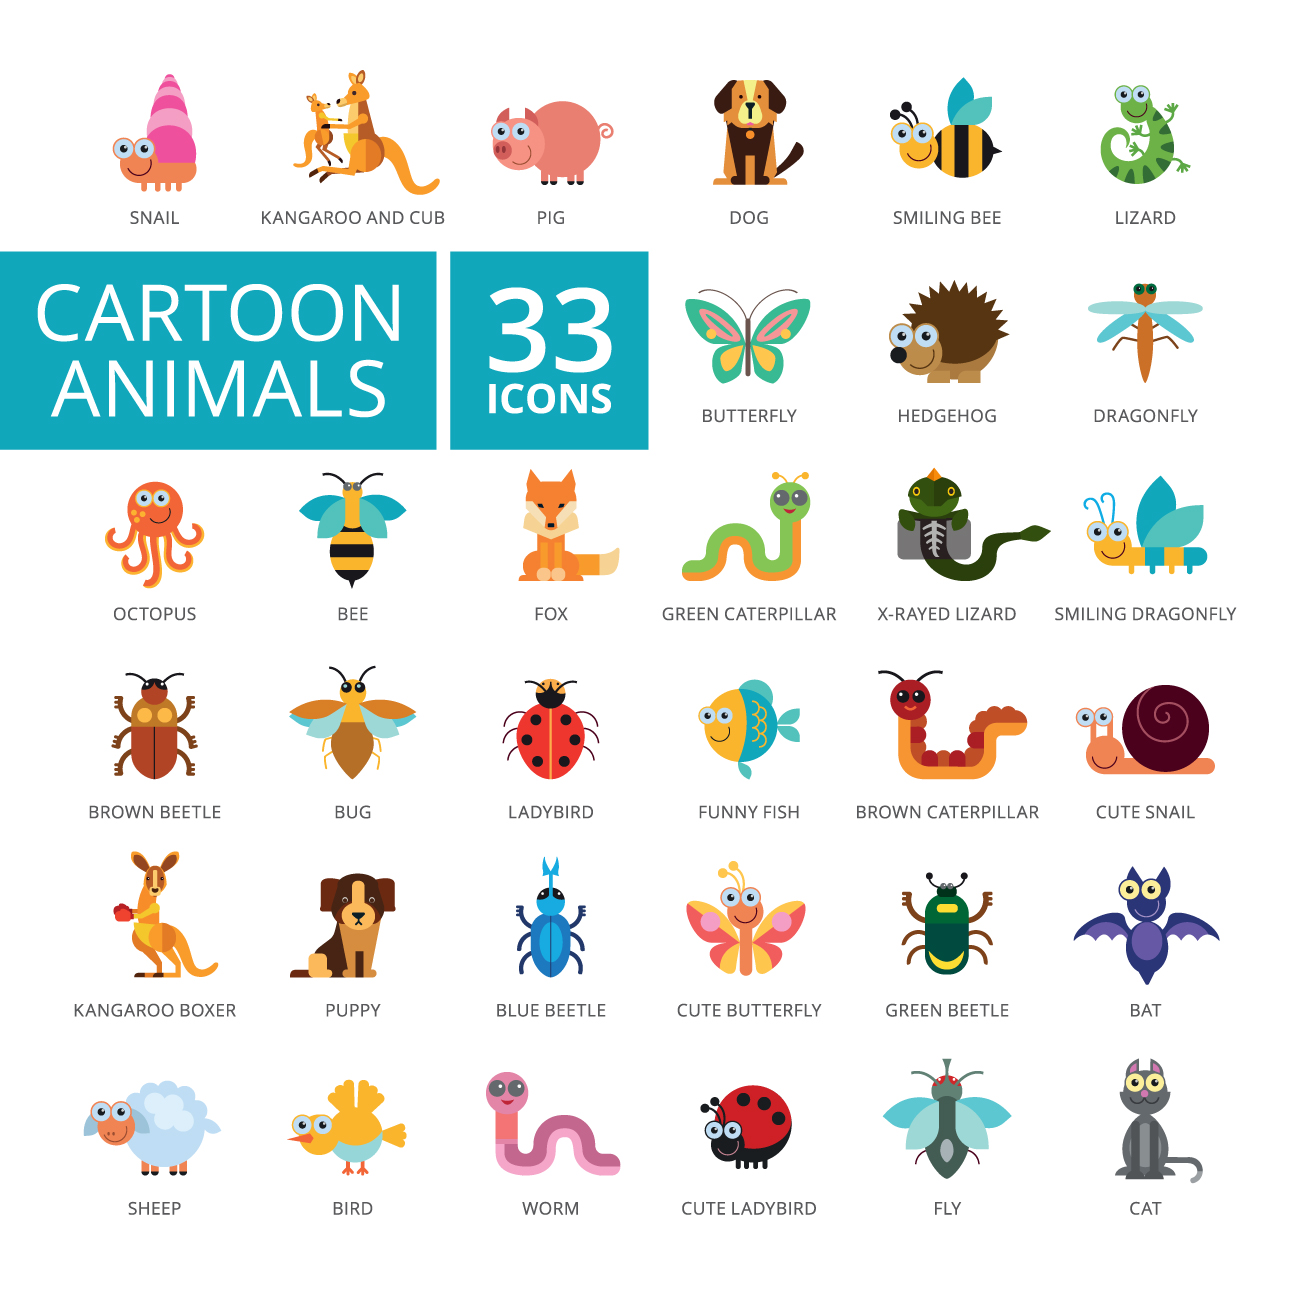 SNAIL
KANGAROO AND CUB
PIG
DOG
SMILING BEE
LIZARD
CARTOON
ANIMALS
33
ICONS
BUTTERFLY
HEDGEHOG
DRAGONFLY
OCTOPUS
BEE
FOX
GREEN CATERPILLAR
X-RAYED LIZARD
SMILING DRAGONFLY
BROWN BEETLE
BUG
LADYBIRD
FUNNY FISH
BROWN CATERPILLAR
CUTE SNAIL
KANGAROO BOXER
PUPPY
BLUE BEETLE
CUTE BUTTERFLY
GREEN BEETLE
BAT
SHEEP
BIRD
WORM
CUTE LADYBIRD
FLY
CAT